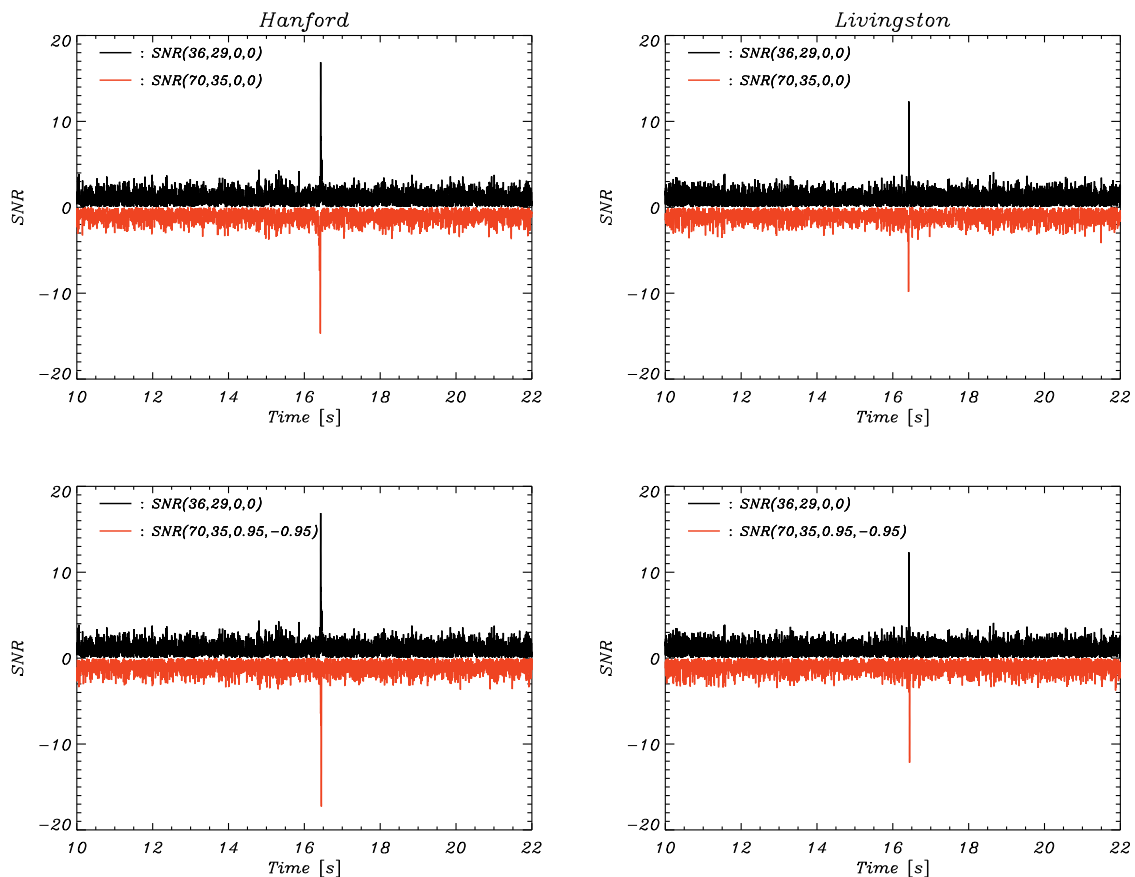 Hanford
20
10
0
-10
-20
SNR
: SNR(36,29,0,0)
: SNR(70,35,0,0)
10 12 14 16 18 20 22
Time [s]
Livingston
20
10
0
-10
-20
SNR
: SNR(36,29,0,0)
: SNR(70,35,0,0)
10 12 14 16 18 20 22
Time [s]
20
10
0
-10
-20
SNR
: SNR(36,29,0,0)
: SNR(70,35,0.95,-0.95)
10 12 14 16 18 20 22
Time [s]
20
10
0
-10
-20
SNR
: SNR(36,29,0,0)
: SNR(70,35,0.95,-0.95)
10 12 14 16 18 20 22
Time [s]